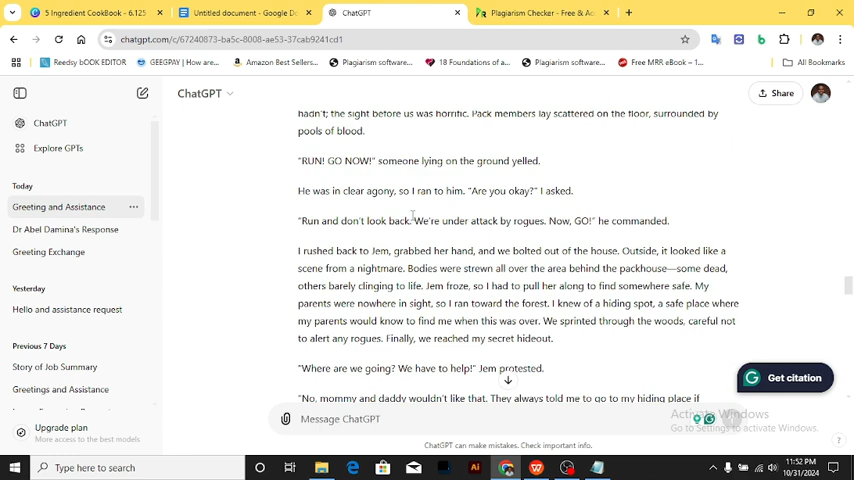 5 Ingredient CookBook - 6.125
Untitled document - Google Do
ChatGPT
Plagiarism Checker - Free & Ac
chatgpt.com/c/67240873-ba5c-8008-ae53-37cab9241cd1
Reedsy bOOK EDITOR
GEEGPAY | How are...
Amazon Best Sellers...
Plagiarism software...
18 Foundations of a...
Plagiarism software...
Free MRR eBook – 1...
All Bookmarks
ChatGPT
Share
ChatGPT
Explore GPTs
Today
Greeting and Assistance
Dr Abel Damina's Response
Greeting Exchange
Yesterday
Hello and assistance request
Previous 7 Days
Story of Job Summary
Greetings and Assistance
Upgrade plan
More access to the best models
hadn't; the sight before us was horrific. Pack members lay scattered on the floor, surrounded by
pools of blood.
"RUN! GO NOW!" someone lying on the ground yelled.
He was in clear agony, so I ran to him. "Are you okay?" I asked.
"Run and don't look back. We're under attack by rogues. Now, GO!" he commanded.
I rushed back to Jem, grabbed her hand, and we bolted out of the house. Outside, it looked like a
scene from a nightmare. Bodies were strewn all over the area behind the packhouse—some dead,
others barely clinging to life. Jem froze, so I had to pull her along to find somewhere safe. My
parents were nowhere in sight, so I ran toward the forest. I knew of a hiding spot, a safe place where
my parents would know to find me when this was over. We sprinted through the woods, careful not
to alert any rogues. Finally, we reached my secret hideout.
"Where are we going? We have to help!" Jem protested.
"No, mommy and daddy wouldn't like that. They always told me to go to my hiding place if
Get citation
Message ChatGPT
Activate Windows
Go to Settings to activate Windows.
ChatGPT can make mistakes. Check important info.
?
Type here to search
11:52 PM
10/31/2024